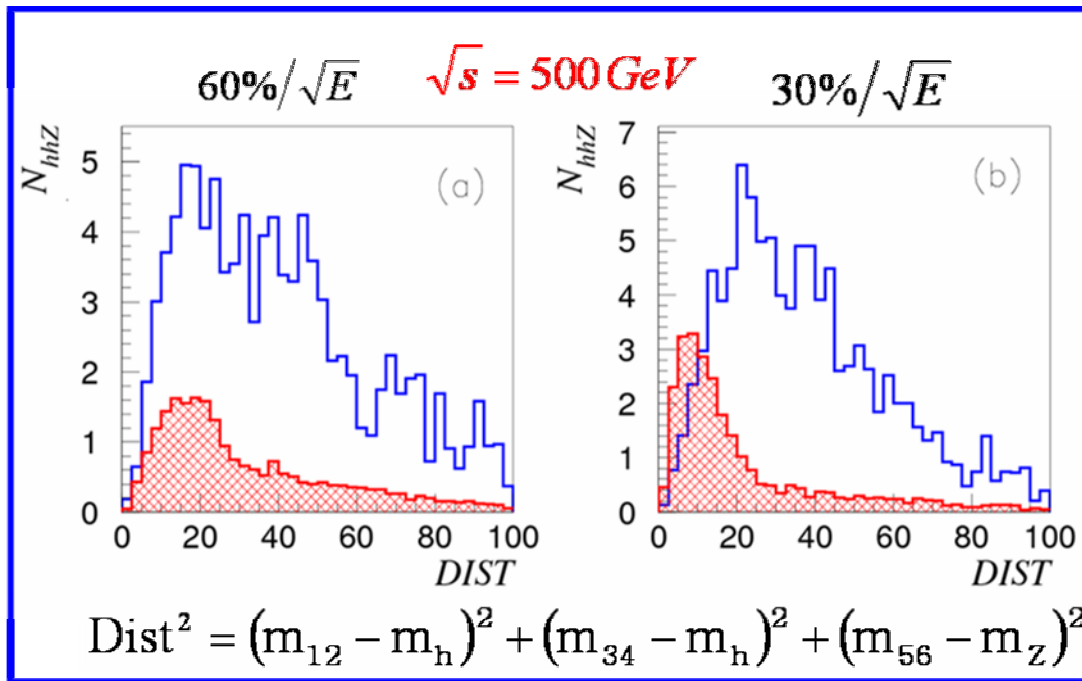 60%/√E
√s = 500 GeV
30%/√E
N_hhZ
5
4
3
2
1
0
(a)
0 20 40 60 80 100
DIST
N_hhZ
7
6
5
4
3
2
1
0
(b)
0 20 40 60 80 100
DIST
Dist² = (m₁₂ − m_h)² + (m₃₄ − m_h)² + (m₅₆ − m_Z)²